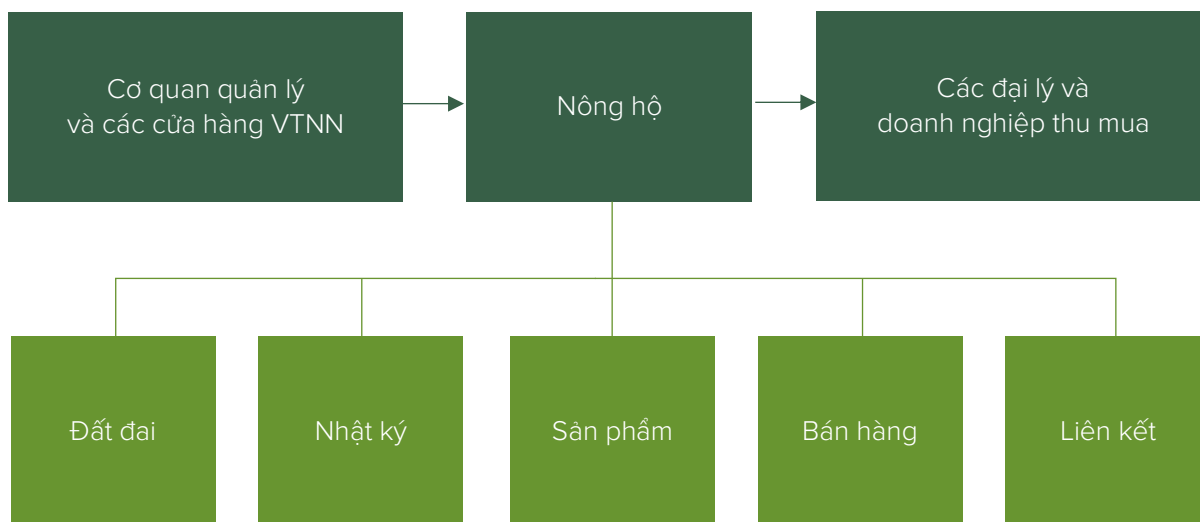 Cơ quan quản lý
và các cửa hàng VTNN
Nông hộ
Các đại lý và
doanh nghiệp thu mua
Đất đai
Nhật ký
Sản phẩm
Bán hàng
Liên kết